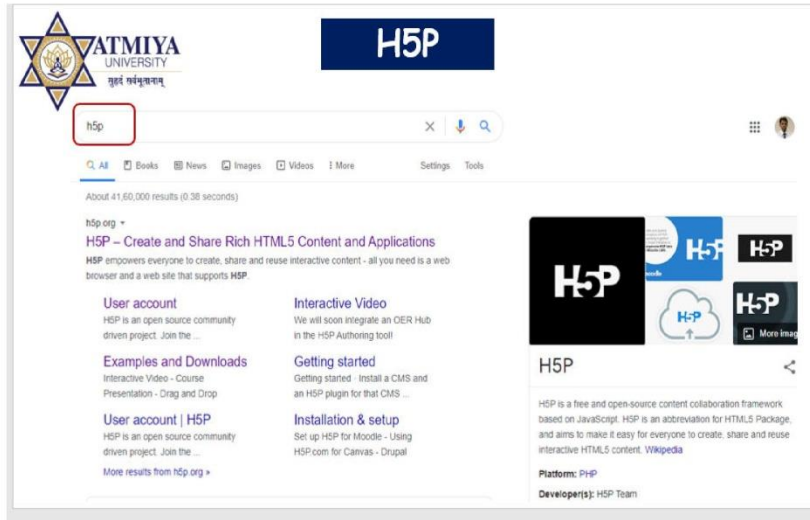 ATMIYA
UNIVERSITY
सुहृदं सर्वभूतानाम्
H5P
h5p
All Books News Images Videos More Settings Tools
About 41,60,000 results (0.38 seconds)
h5p.org
H5P – Create and Share Rich HTML5 Content and Applications
H5P empowers everyone to create, share and reuse interactive content - all you need is a web
browser and a web site that supports H5P.
User account
H5P is an open source community
driven project. Join the ...
Interactive Video
We will soon integrate an OER Hub
in the H5P Authoring tool!
Examples and Downloads
Interactive Video - Course
Presentation - Drag and Drop
Getting started
Getting started · Install a CMS and
an H5P plugin for that CMS ...
User account | H5P
H5P is an open source community
driven project. Join the ...
Installation & setup
Set up H5P for Moodle - Using
H5P.com for Canvas - Drupal
More results from h5p.org »
H5P
H5P
H5P
H5P
H5P
More imag
H5P
H5P is a free and open-source content collaboration framework
based on JavaScript. H5P is an abbreviation for HTML5 Package,
and aims to make it easy for everyone to create, share and reuse
interactive HTML5 content. Wikipedia
Platform: PHP
Developer(s): H5P Team